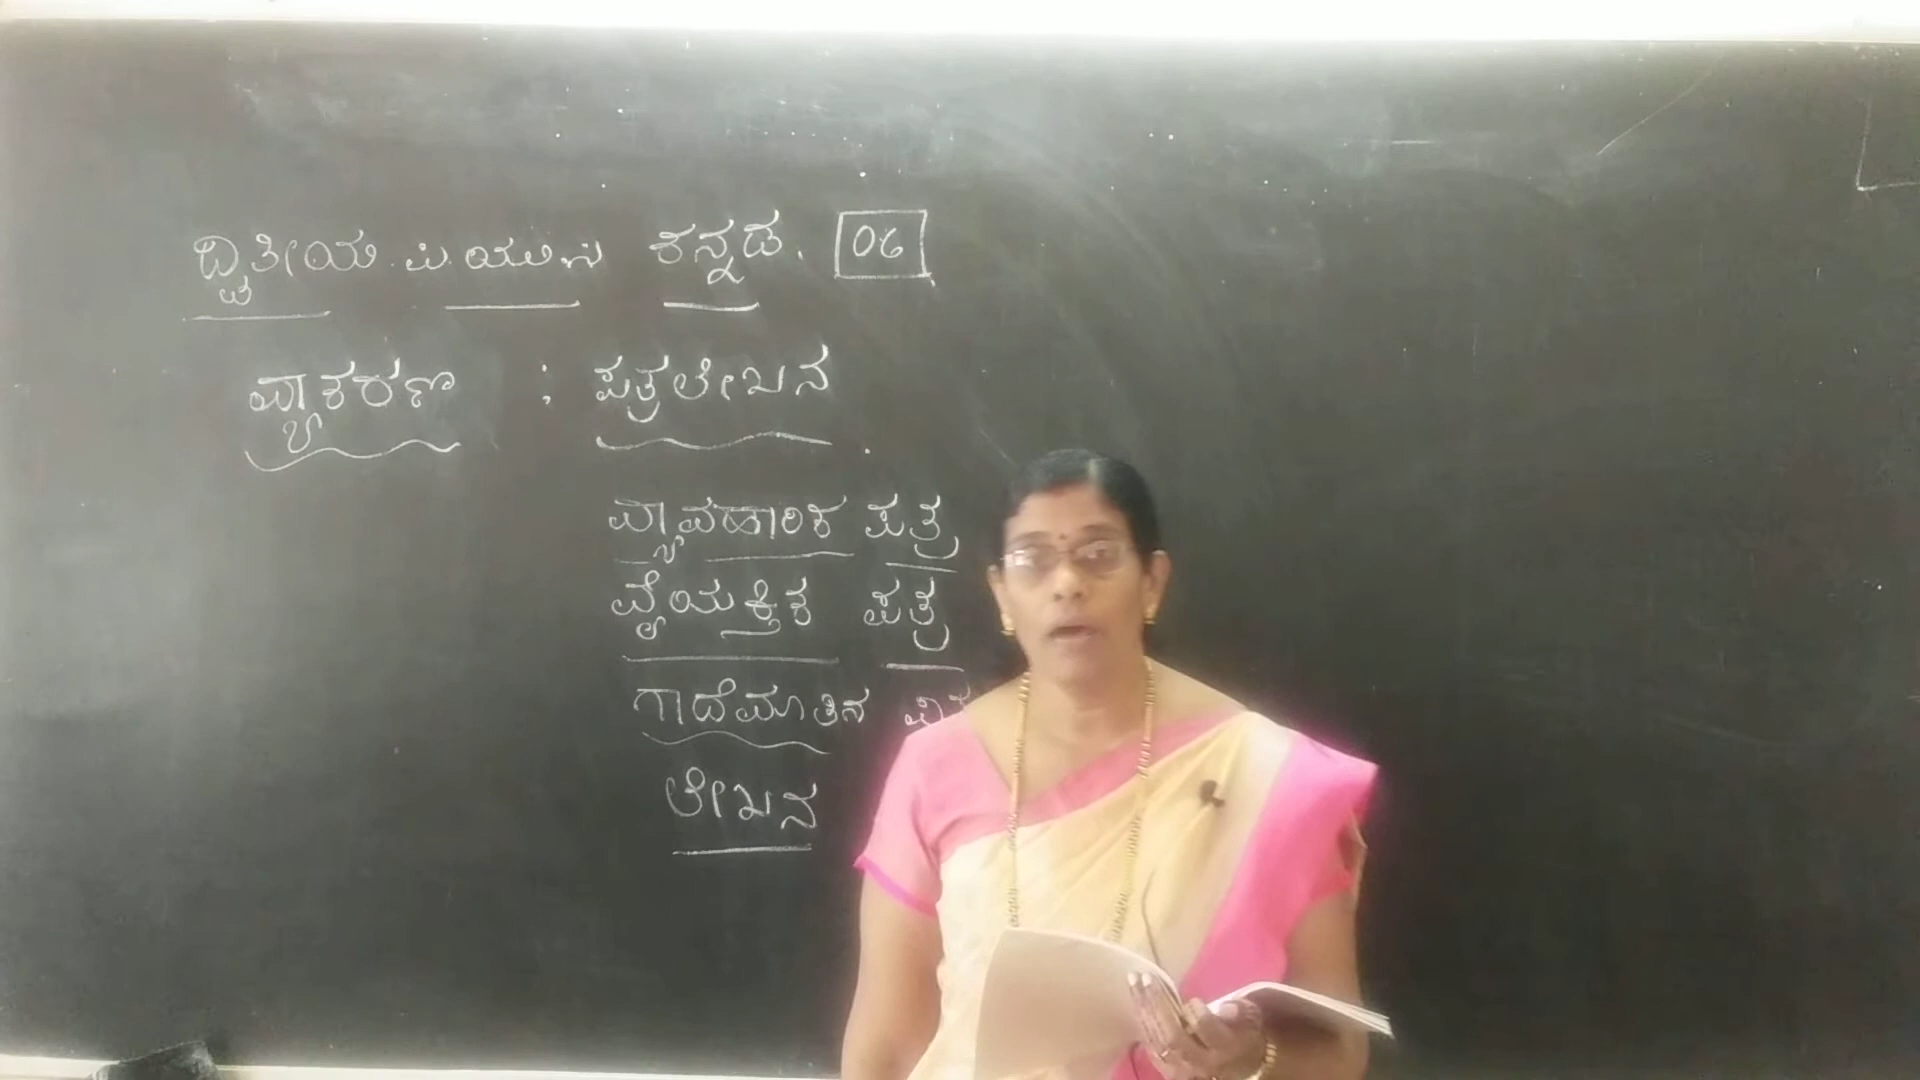 ದ್ವಿತೀಯ ಪಿ.ಯು.ಸಿ ಕನ್ನಡ. 06
ವ್ಯಾಕರಣ : ಪತ್ರಲೇಖನ
ವ್ಯಾವಹಾರಿಕ ಪತ್ರ
ವೈಯಕ್ತಿಕ ಪತ್ರ
ಗಾದೆಮಾತಿನ
ಲೇಖನ